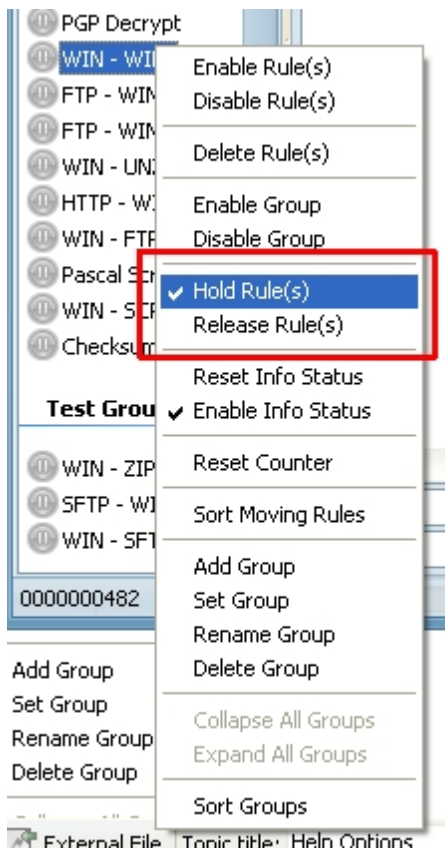 PGP Decrypt
WIN - WI
FTP - WIN
FTP - WIN
WIN - UN
HTTP - W
WIN - FTP
Pascal Scr
WIN - SCR
Checksum
Test Grou
WIN - ZIP
SFTP - WI
WIN - SFT
0000000482
Enable Rule(s)
Disable Rule(s)
Delete Rule(s)
Enable Group
Disable Group
Hold Rule(s)
Release Rule(s)
Reset Info Status
Enable Info Status
Reset Counter
Sort Moving Rules
Add Group
Set Group
Rename Group
Delete Group
Collapse All Groups
Expand All Groups
Sort Groups
Add Group
Set Group
Rename Group
Delete Group
External File
Topic title: Help Options